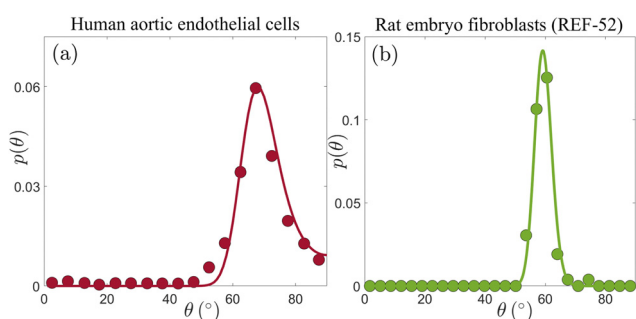 Human aortic endothelial cells
(a)
p(θ)
0.06
0.03
0
0 20 40 60 80
θ (°)
Rat embryo fibroblasts (REF-52)
(b)
p(θ)
0.15
0.1
0.05
0
0 20 40 60 80
θ (°)